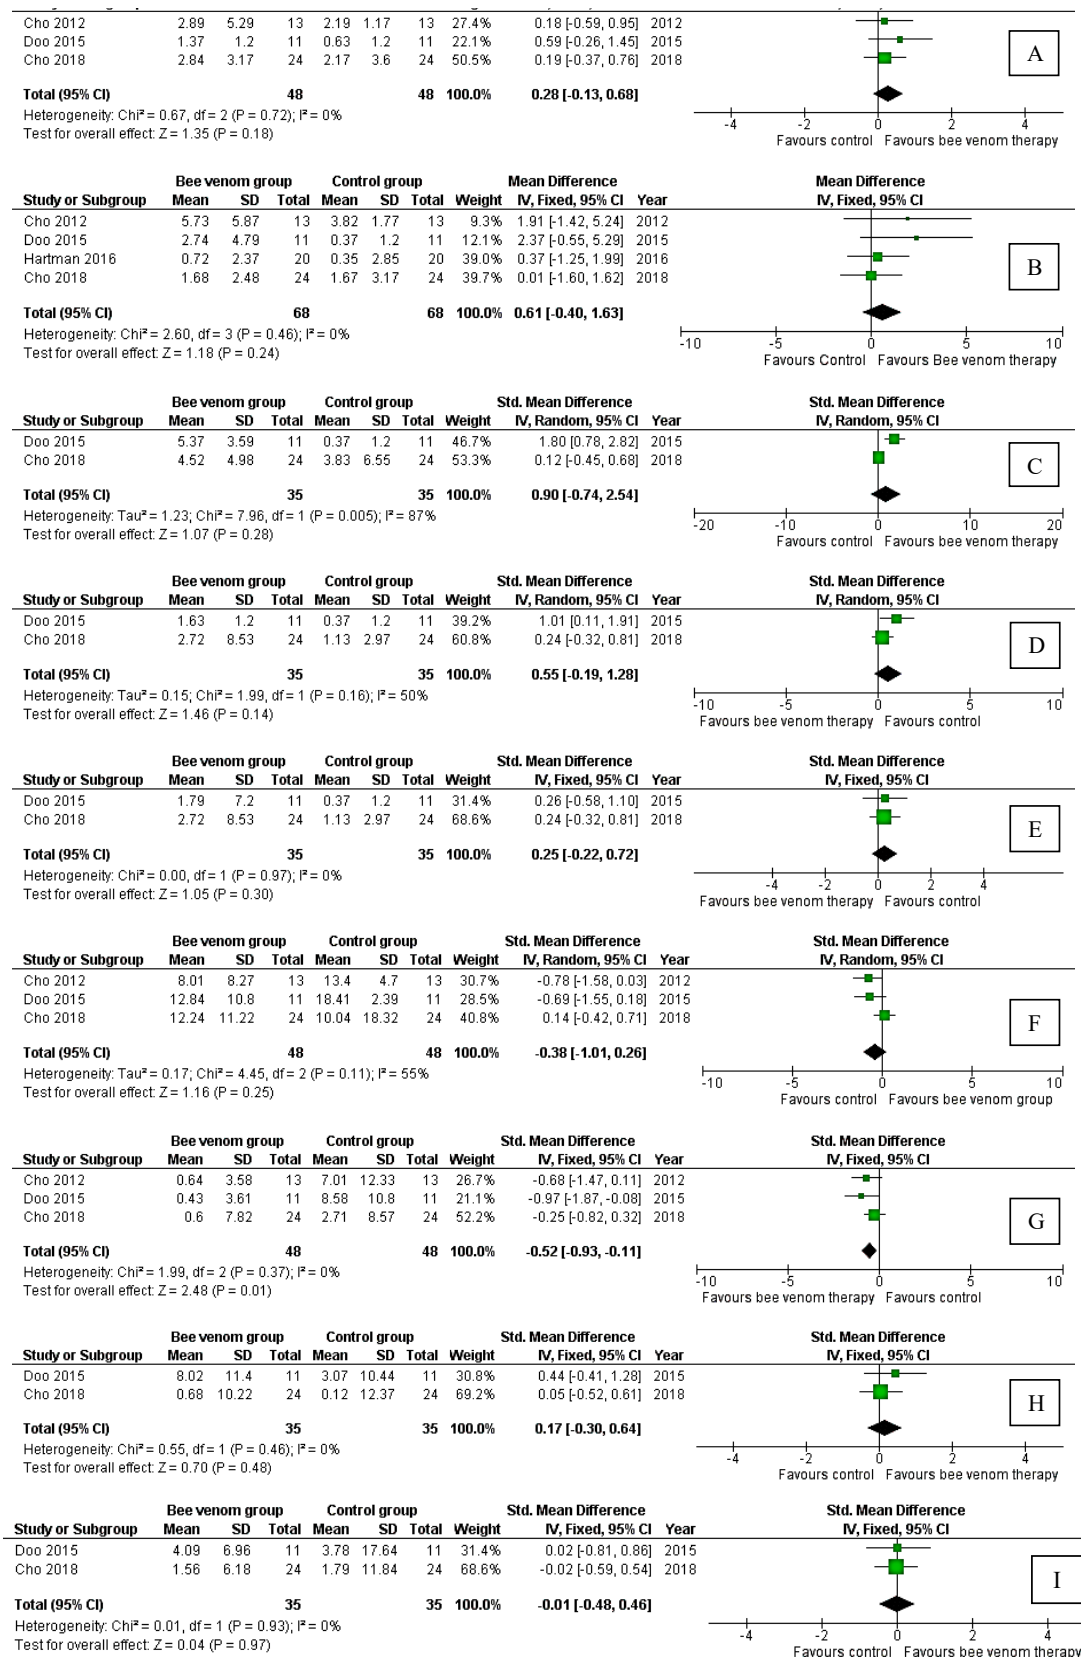 Cho 2012 2.89 5.29 13 2.19 1.17 13 27.4% 0.18 [-0.59, 0.95] 2012
Doo 2015 1.37 1.2 11 0.63 1.2 11 22.1% 0.59 [-0.26, 1.45] 2015
Cho 2018 2.84 3.17 24 2.17 3.6 24 50.5% 0.19 [-0.37, 0.76] 2018
A
Total (95% CI) 48 48 100.0% 0.28 [-0.13, 0.68]
Heterogeneity: Chi² = 0.67, df = 2 (P = 0.72); I² = 0%
Test for overall effect: Z = 1.35 (P = 0.18)
-4 -2 0 2 4
Favours control Favours bee venom therapy
Bee venom group Control group Mean Difference Mean Difference
Study or Subgroup Mean SD Total Mean SD Total Weight IV, Fixed, 95% CI Year IV, Fixed, 95% CI
Cho 2012 5.73 5.87 13 3.82 1.77 13 9.3% 1.91 [-1.42, 5.24] 2012
Doo 2015 2.74 4.79 11 0.37 1.2 11 12.1% 2.37 [-0.55, 5.29] 2015
Hartman 2016 0.72 2.37 20 0.35 2.85 20 39.0% 0.37 [-1.25, 1.99] 2016
Cho 2018 1.68 2.48 24 1.67 3.17 24 39.7% 0.01 [-1.60, 1.62] 2018
B
Total (95% CI) 68 68 100.0% 0.61 [-0.40, 1.63]
Heterogeneity: Chi² = 2.60, df = 3 (P = 0.46); I² = 0%
Test for overall effect: Z = 1.18 (P = 0.24)
-10 -5 0 5 10
Favours Control Favours Bee venom therapy
Bee venom group Control group Std. Mean Difference Std. Mean Difference
Study or Subgroup Mean SD Total Mean SD Total Weight IV, Random, 95% CI Year IV, Random, 95% CI
Doo 2015 5.37 3.59 11 0.37 1.2 11 46.7% 1.80 [0.78, 2.82] 2015
Cho 2018 4.52 4.98 24 3.83 6.55 24 53.3% 0.12 [-0.45, 0.68] 2018
C
Total (95% CI) 35 35 100.0% 0.90 [-0.74, 2.54]
Heterogeneity: Tau² = 1.23; Chi² = 7.96, df = 1 (P = 0.005); I² = 87%
Test for overall effect: Z = 1.07 (P = 0.28)
-20 -10 0 10 20
Favours control Favours bee venom therapy
Bee venom group Control group Std. Mean Difference Std. Mean Difference
Study or Subgroup Mean SD Total Mean SD Total Weight IV, Random, 95% CI Year IV, Random, 95% CI
Doo 2015 1.63 1.2 11 0.37 1.2 11 39.2% 1.01 [0.11, 1.91] 2015
Cho 2018 2.72 8.53 24 1.13 2.97 24 60.8% 0.24 [-0.32, 0.81] 2018
D
Total (95% CI) 35 35 100.0% 0.55 [-0.19, 1.28]
Heterogeneity: Tau² = 0.15; Chi² = 1.99, df = 1 (P = 0.16); I² = 50%
Test for overall effect: Z = 1.46 (P = 0.14)
-10 -5 0 5 10
Favours bee venom therapy Favours control
Bee venom group Control group Std. Mean Difference Std. Mean Difference
Study or Subgroup Mean SD Total Mean SD Total Weight IV, Fixed, 95% CI Year IV, Fixed, 95% CI
Doo 2015 1.79 7.2 11 0.37 1.2 11 31.4% 0.26 [-0.58, 1.10] 2015
Cho 2018 2.72 8.53 24 1.13 2.97 24 68.6% 0.24 [-0.32, 0.81] 2018
E
Total (95% CI) 35 35 100.0% 0.25 [-0.22, 0.72]
Heterogeneity: Chi² = 0.00, df = 1 (P = 0.97); I² = 0%
Test for overall effect: Z = 1.05 (P = 0.30)
-4 -2 0 2 4
Favours bee venom therapy Favours control
Bee venom group Control group Std. Mean Difference Std. Mean Difference
Study or Subgroup Mean SD Total Mean SD Total Weight IV, Random, 95% CI Year IV, Random, 95% CI
Cho 2012 8.01 8.27 13 13.4 4.7 13 30.7% -0.78 [-1.58, 0.03] 2012
Doo 2015 12.84 10.8 11 18.41 2.39 11 28.5% -0.69 [-1.55, 0.18] 2015
Cho 2018 12.24 11.22 24 10.04 18.32 24 40.8% 0.14 [-0.42, 0.71] 2018
F
Total (95% CI) 48 48 100.0% -0.38 [-1.01, 0.26]
Heterogeneity: Tau² = 0.17; Chi² = 4.45, df = 2 (P = 0.11); I² = 55%
Test for overall effect: Z = 1.16 (P = 0.25)
-10 -5 0 5 10
Favours control Favours bee venom group
Bee venom group Control group Std. Mean Difference Std. Mean Difference
Study or Subgroup Mean SD Total Mean SD Total Weight IV, Fixed, 95% CI Year IV, Fixed, 95% CI
Cho 2012 0.64 3.58 13 7.01 12.33 13 26.7% -0.68 [-1.47, 0.11] 2012
Doo 2015 0.43 3.61 11 8.58 10.8 11 21.1% -0.97 [-1.87, -0.08] 2015
Cho 2018 0.6 7.82 24 2.71 8.57 24 52.2% -0.25 [-0.82, 0.32] 2018
G
Total (95% CI) 48 48 100.0% -0.52 [-0.93, -0.11]
Heterogeneity: Chi² = 1.99, df = 2 (P = 0.37); I² = 0%
Test for overall effect: Z = 2.48 (P = 0.01)
-10 -5 0 5 10
Favours bee venom therapy Favours control
Bee venom group Control group Std. Mean Difference Std. Mean Difference
Study or Subgroup Mean SD Total Mean SD Total Weight IV, Fixed, 95% CI Year IV, Fixed, 95% CI
Doo 2015 8.02 11.4 11 3.07 10.44 11 30.8% 0.44 [-0.41, 1.28] 2015
Cho 2018 0.68 10.22 24 0.12 12.37 24 69.2% 0.05 [-0.52, 0.61] 2018
H
Total (95% CI) 35 35 100.0% 0.17 [-0.30, 0.64]
Heterogeneity: Chi² = 0.55, df = 1 (P = 0.46); I² = 0%
Test for overall effect: Z = 0.70 (P = 0.48)
-4 -2 0 2 4
Favours control Favours bee venom therapy
Bee venom group Control group Std. Mean Difference Std. Mean Difference
Study or Subgroup Mean SD Total Mean SD Total Weight IV, Fixed, 95% CI Year IV, Fixed, 95% CI
Doo 2015 4.09 6.96 11 3.78 17.64 11 31.4% 0.02 [-0.81, 0.86] 2015
Cho 2018 1.56 6.18 24 1.79 11.84 24 68.6% -0.02 [-0.59, 0.54] 2018
I
Total (95% CI) 35 35 100.0% -0.01 [-0.48, 0.46]
Heterogeneity: Chi² = 0.01, df = 1 (P = 0.93); I² = 0%
Test for overall effect: Z = 0.04 (P = 0.97)
-4 -2 0 2 4
Favours control Favours bee venom therapy